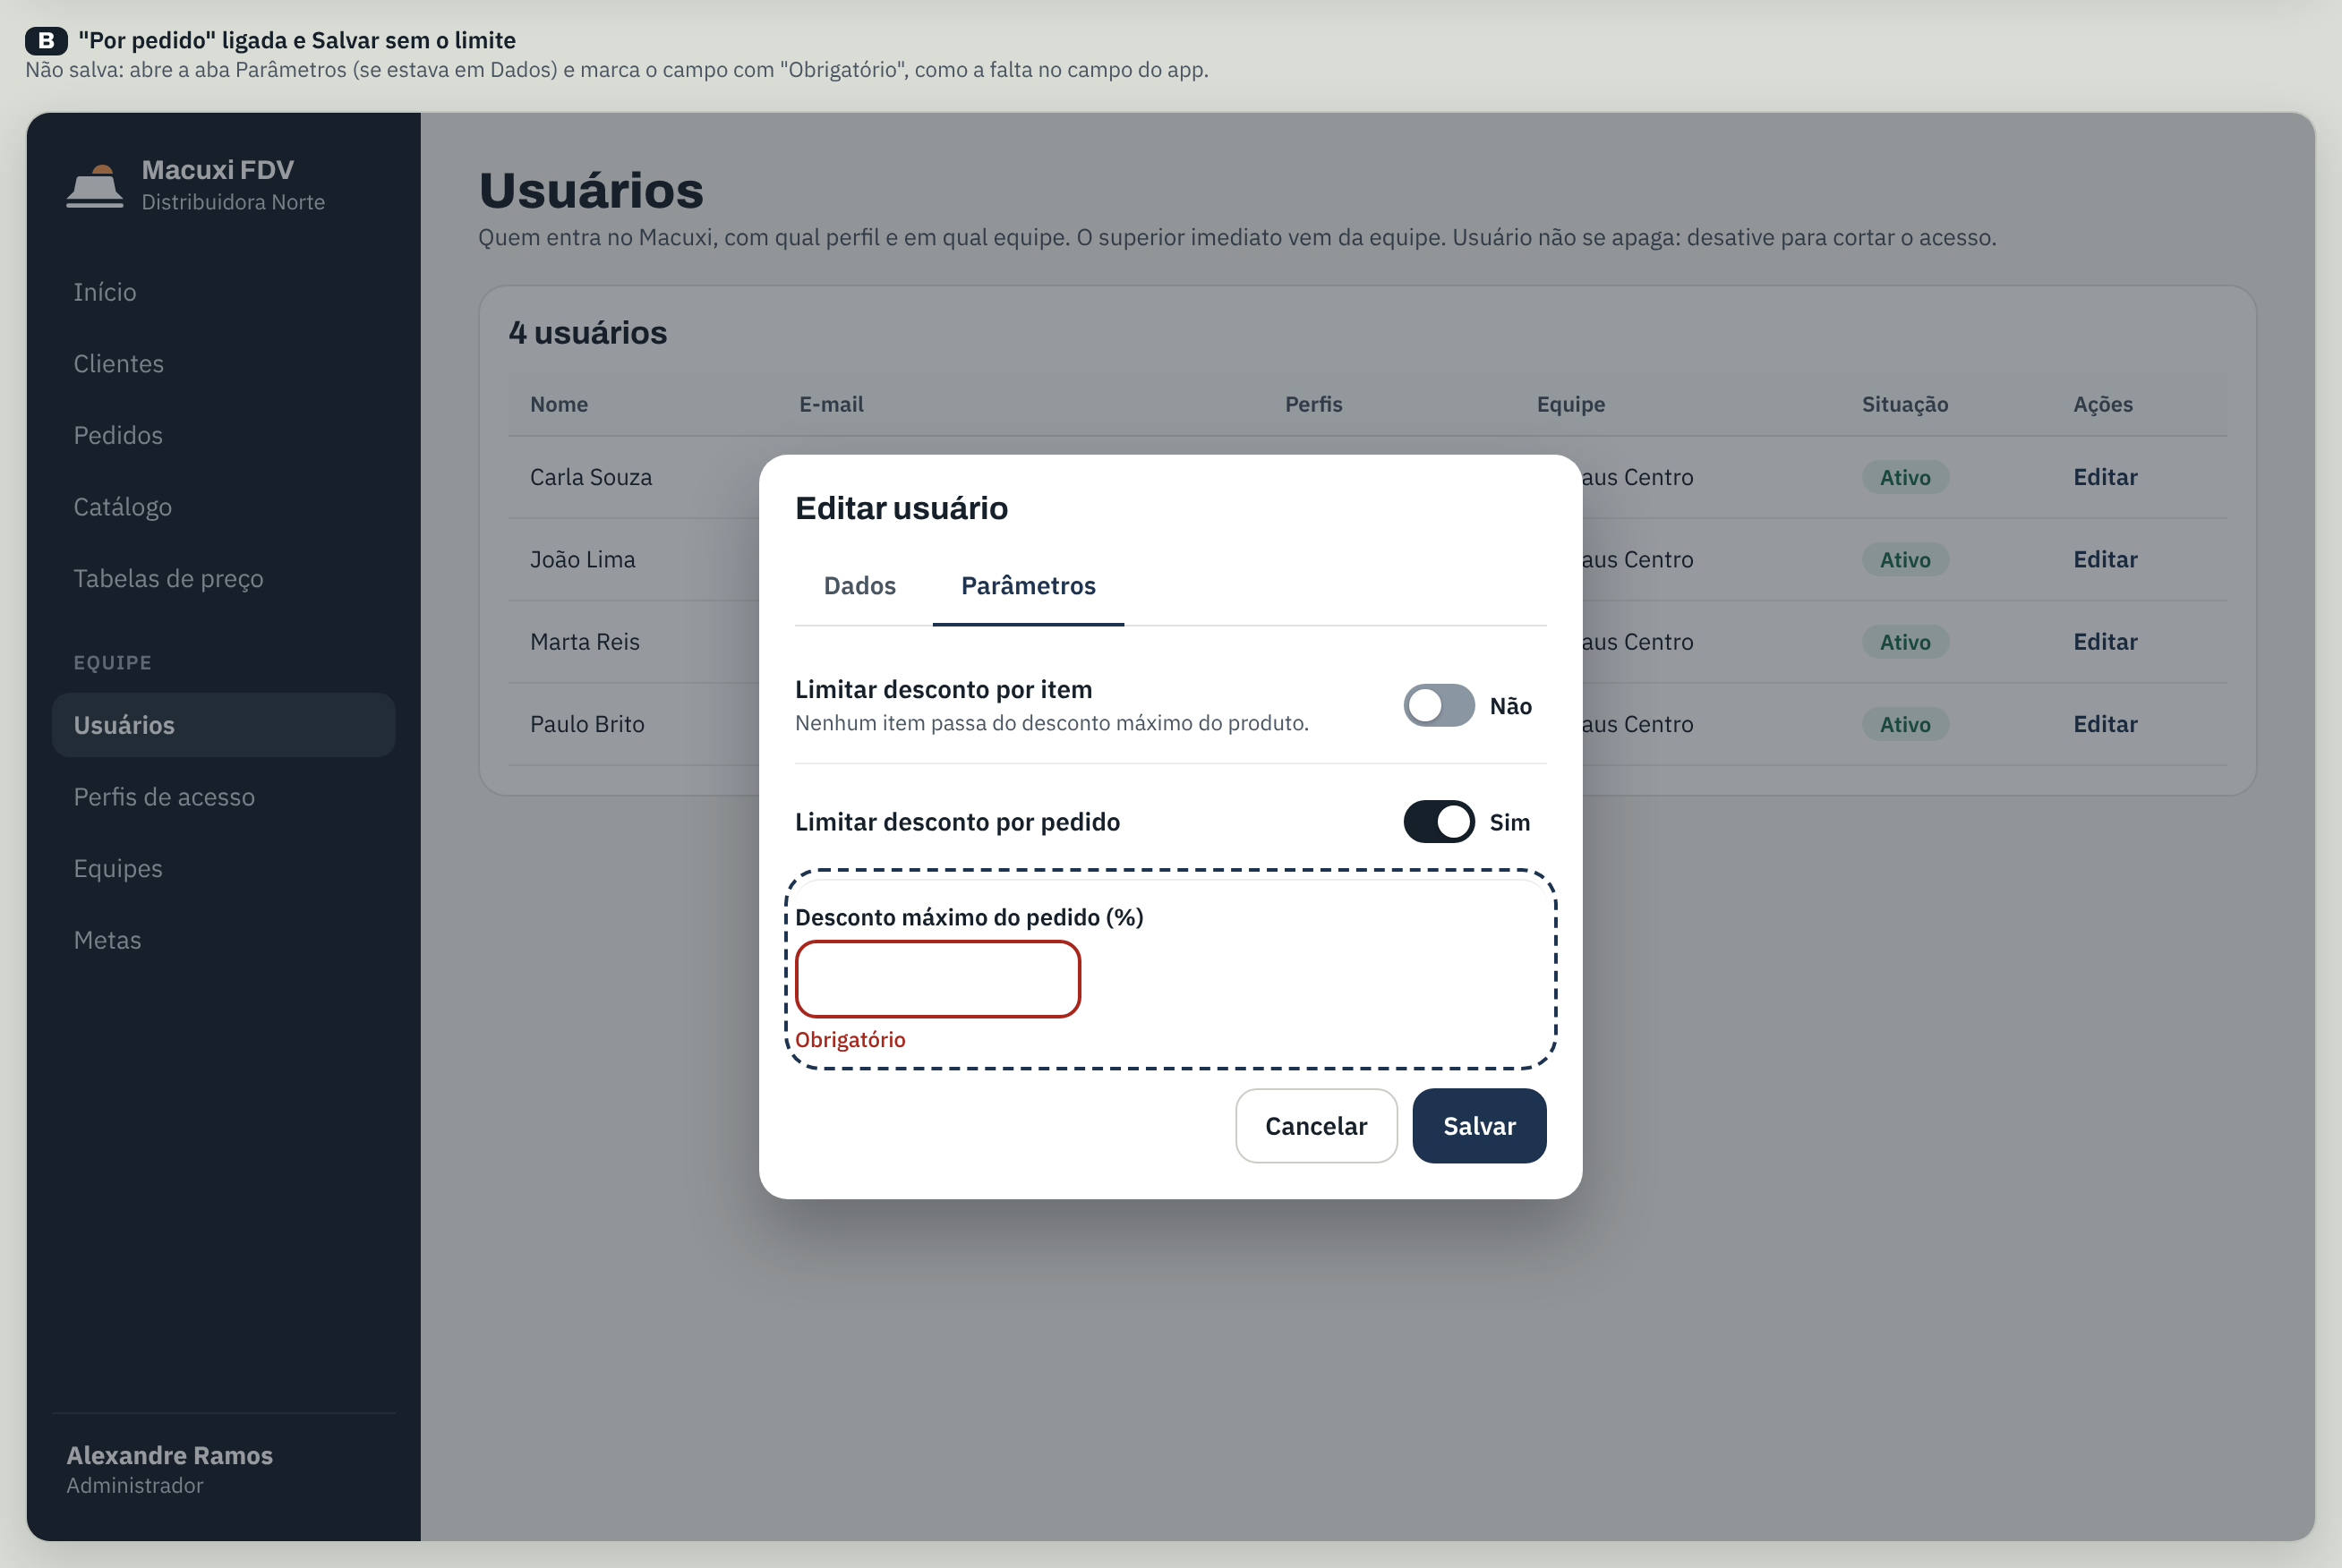 B "Por pedido" ligada e Salvar sem o limite
Não salva: abre a aba Parâmetros (se estava em Dados) e marca o campo com "Obrigatório", como a falta no campo do app.
Macuxi FDV
Distribuidora Norte
Início
Clientes
Pedidos
Catálogo
Tabelas de preço
EQUIPE
Usuários
Perfis de acesso
Equipes
Metas
Alexandre Ramos
Administrador
Usuários
Quem entra no Macuxi, com qual perfil e em qual equipe. O superior imediato vem da equipe. Usuário não se apaga: desative para cortar o acesso.
4 usuários
Nome E-mail Perfis Equipe Situação Ações
Carla Souza aus Centro Ativo Editar
João Lima aus Centro Ativo Editar
Marta Reis aus Centro Ativo Editar
Paulo Brito aus Centro Ativo Editar
Editar usuário
Dados Parâmetros
Limitar desconto por item
Nenhum item passa do desconto máximo do produto.
Não
Limitar desconto por pedido Sim
Desconto máximo do pedido (%)
Obrigatório
Cancelar Salvar